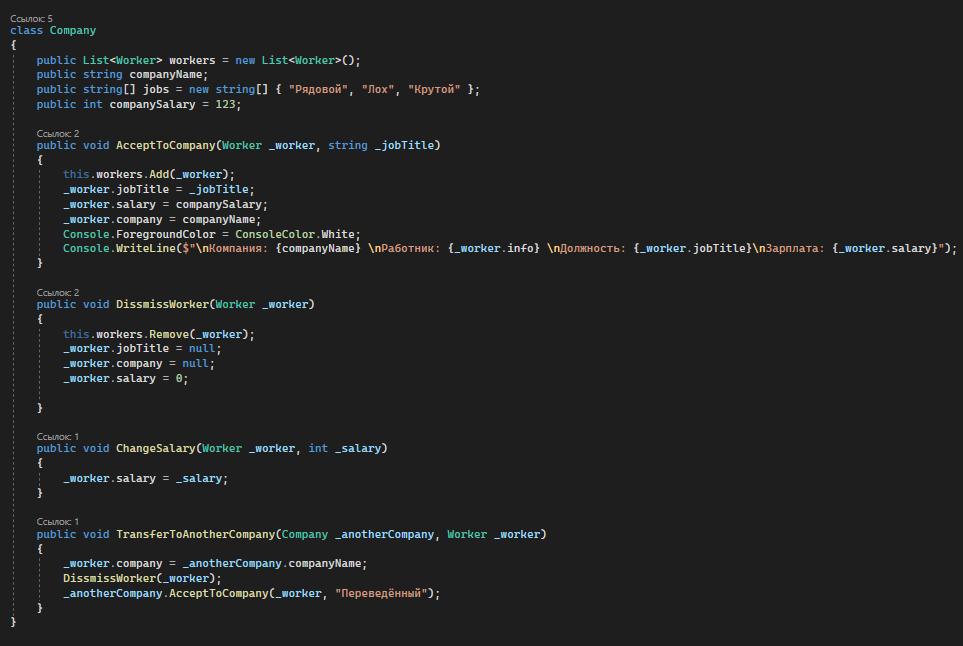 Ссылок: 5
class Company
{
public List<Worker> workers = new List<Worker>();
public string companyName;
public string[] jobs = new string[] { "Рядовой", "Лох", "Крутой" };
public int companySalary = 123;
Ссылок: 2
public void AcceptToCompany(Worker _worker, string _jobTitle)
{
this.workers.Add(_worker);
_worker.jobTitle = _jobTitle;
_worker.salary = companySalary;
_worker.company = companyName;
Console.ForegroundColor = ConsoleColor.White;
Console.WriteLine($"\nКомпания: {companyName} \nРаботник: {_worker.info} \nДолжность: {_worker.jobTitle}\nЗарплата: {_worker.salary}");
}
Ссылок: 2
public void DissmissWorker(Worker _worker)
{
this.workers.Remove(_worker);
_worker.jobTitle = null;
_worker.company = null;
_worker.salary = 0;
}
Ссылок: 1
public void ChangeSalary(Worker _worker, int _salary)
{
_worker.salary = _salary;
}
Ссылок: 1
public void TransferToAnotherCompany(Company _anotherCompany, Worker _worker)
{
_worker.company = _anotherCompany.companyName;
DissmissWorker(_worker);
_anotherCompany.AcceptToCompany(_worker, "Переведённый");
}
}